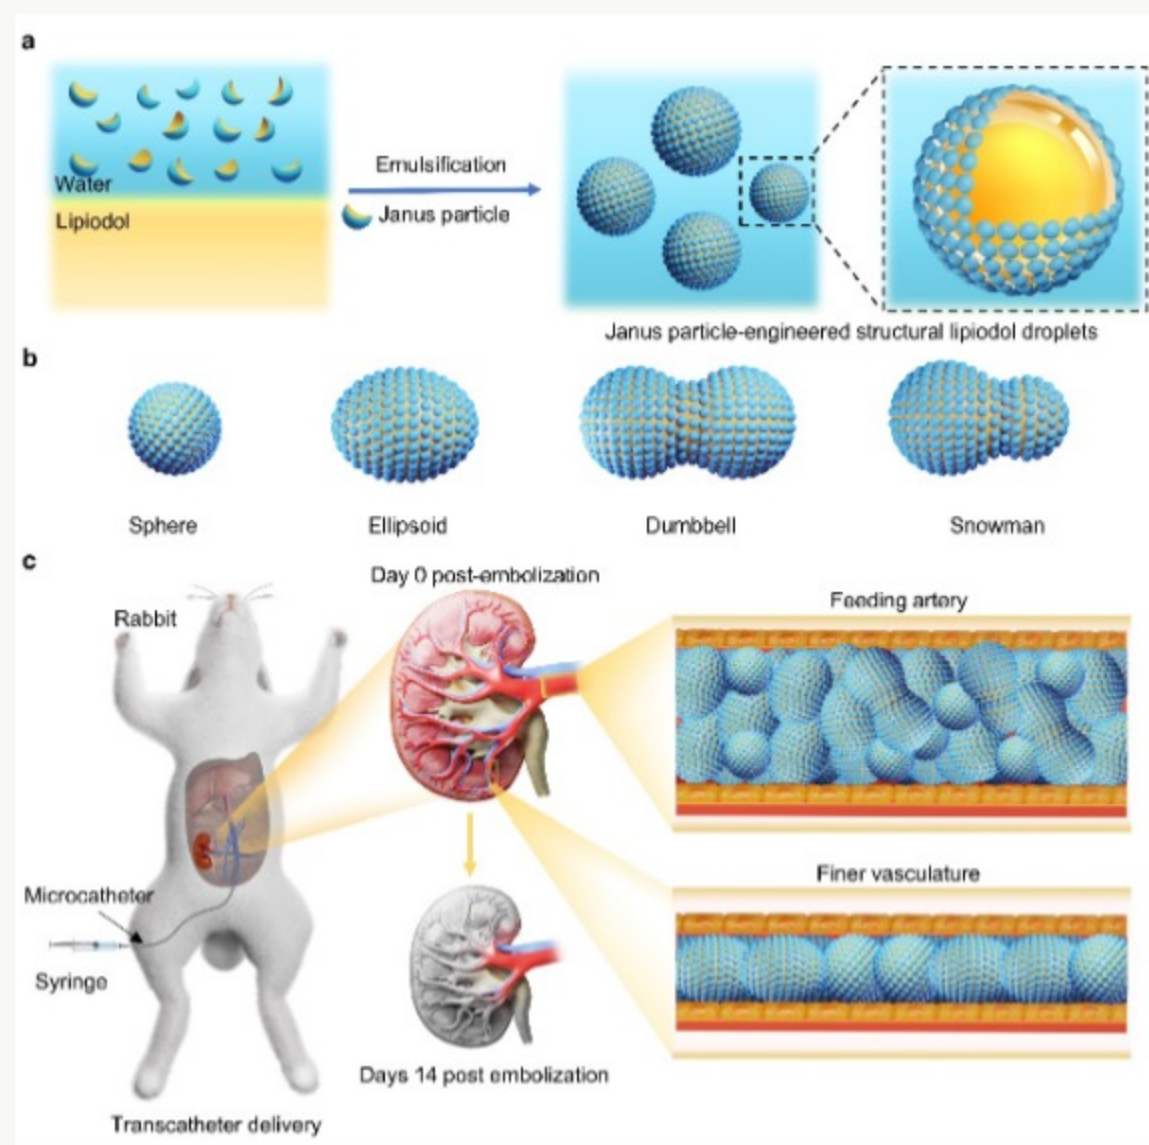 a
Water
Lipiodol
Emulsification
Janus particle
Janus particle-engineered structural lipiodol droplets
b
Sphere
Ellipsoid
Dumbbell
Snowman
c
Rabbit
Day 0 post-embolization
Feeding artery
Microcatheter
Syringe
Finer vasculature
Days 14 post embolization
Transcatheter delivery